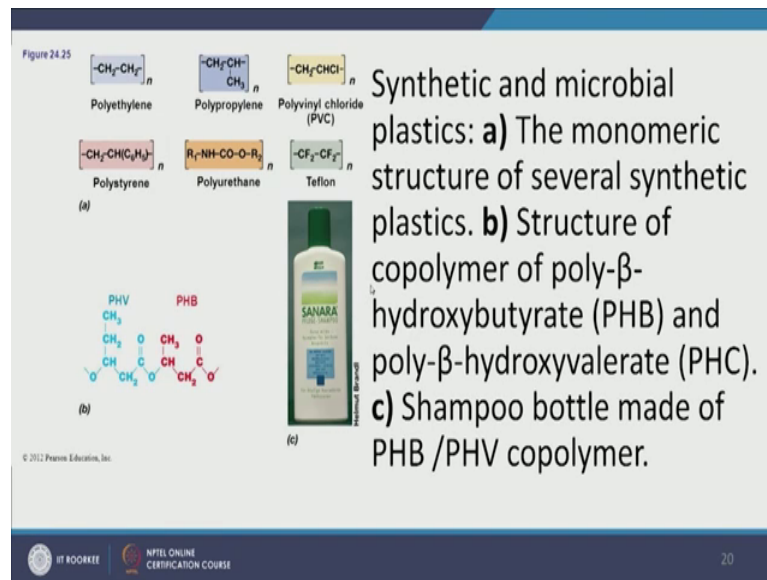 Figure 24.25
-CH₂-CH₂- n
Polyethylene
-CH₂-CH- CH₃ n
Polypropylene
-CH₂-CHCl- n
Polyvinyl chloride
(PVC)
-CH₂-CH(C₆H₅)- n
Polystyrene
R₁-NH-CO-O-R₂ n
Polyurethane
-CF₂-CF₂- n
Teflon
(a)
PHV PHB
CH₃
CH₂ O CH₃ O
CH C CH C
O CH₂ O CH₂ O
(b)
SANARA
Helmut Brandl
(c)
© 2012 Pearson Education, Inc.
Synthetic and microbial
plastics: a) The monomeric
structure of several synthetic
plastics. b) Structure of
copolymer of poly-β-
hydroxybutyrate (PHB) and
poly-β-hydroxyvalerate (PHC).
c) Shampoo bottle made of
PHB /PHV copolymer.
IIT ROORKEE
NPTEL ONLINE
CERTIFICATION COURSE
20